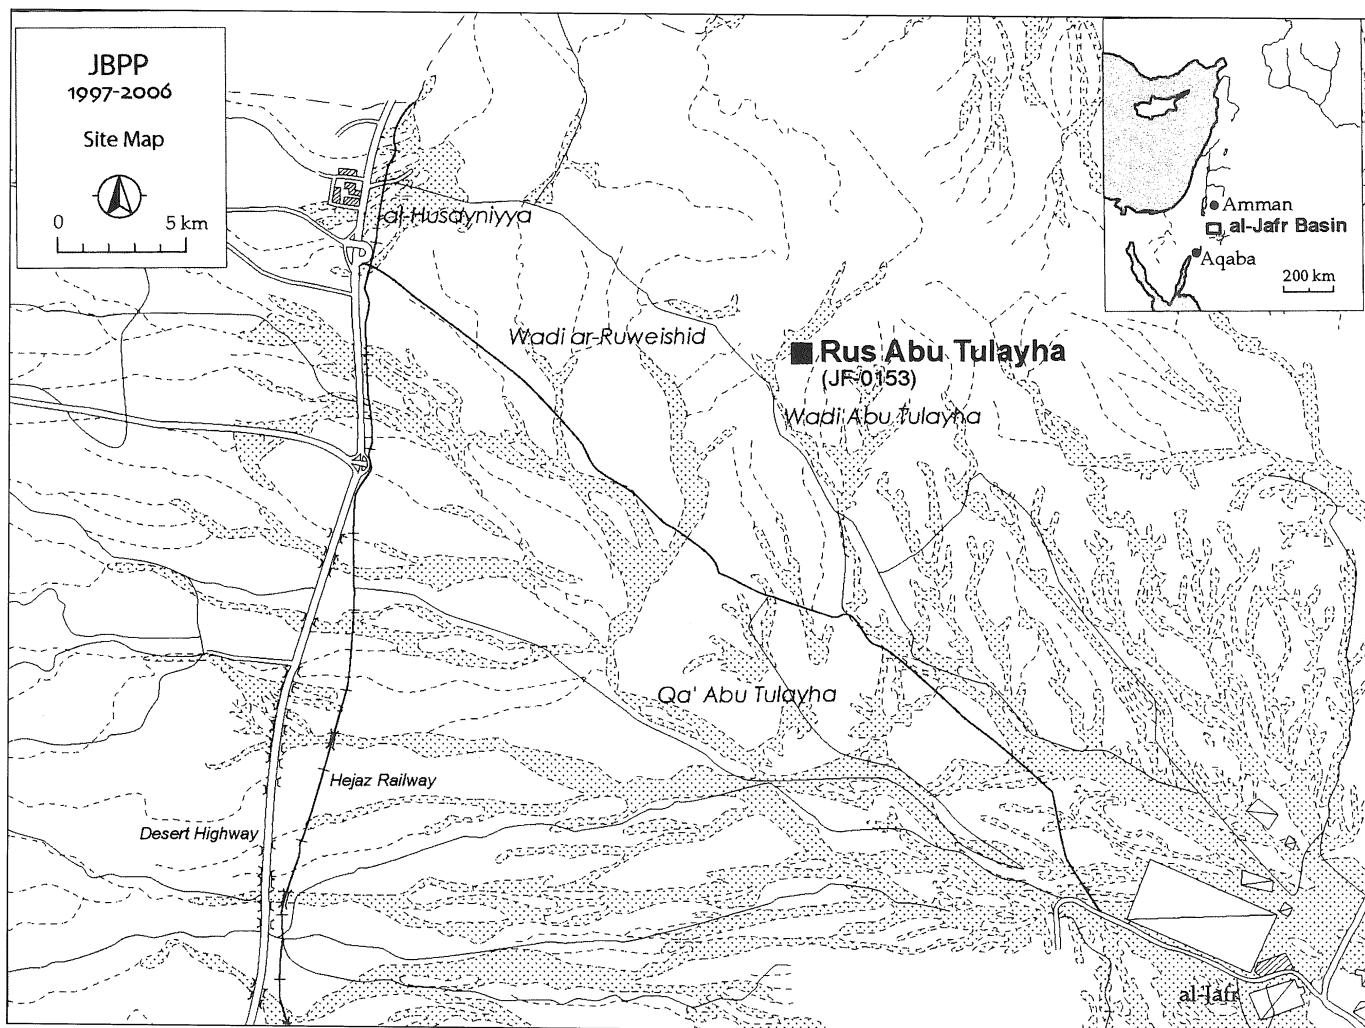 JBPP
1997-2006
Site Map
0 5 km
Amman
al-Jafr Basin
Aqaba
200 km
al-Husayniyya
Wadi ar-Ruweishid
Rus Abu Tulayha
(JF-0153)
Wadi Abu Tulayha
Qa' Abu Tulayha
Hejaz Railway
Desert Highway
al-Jafr